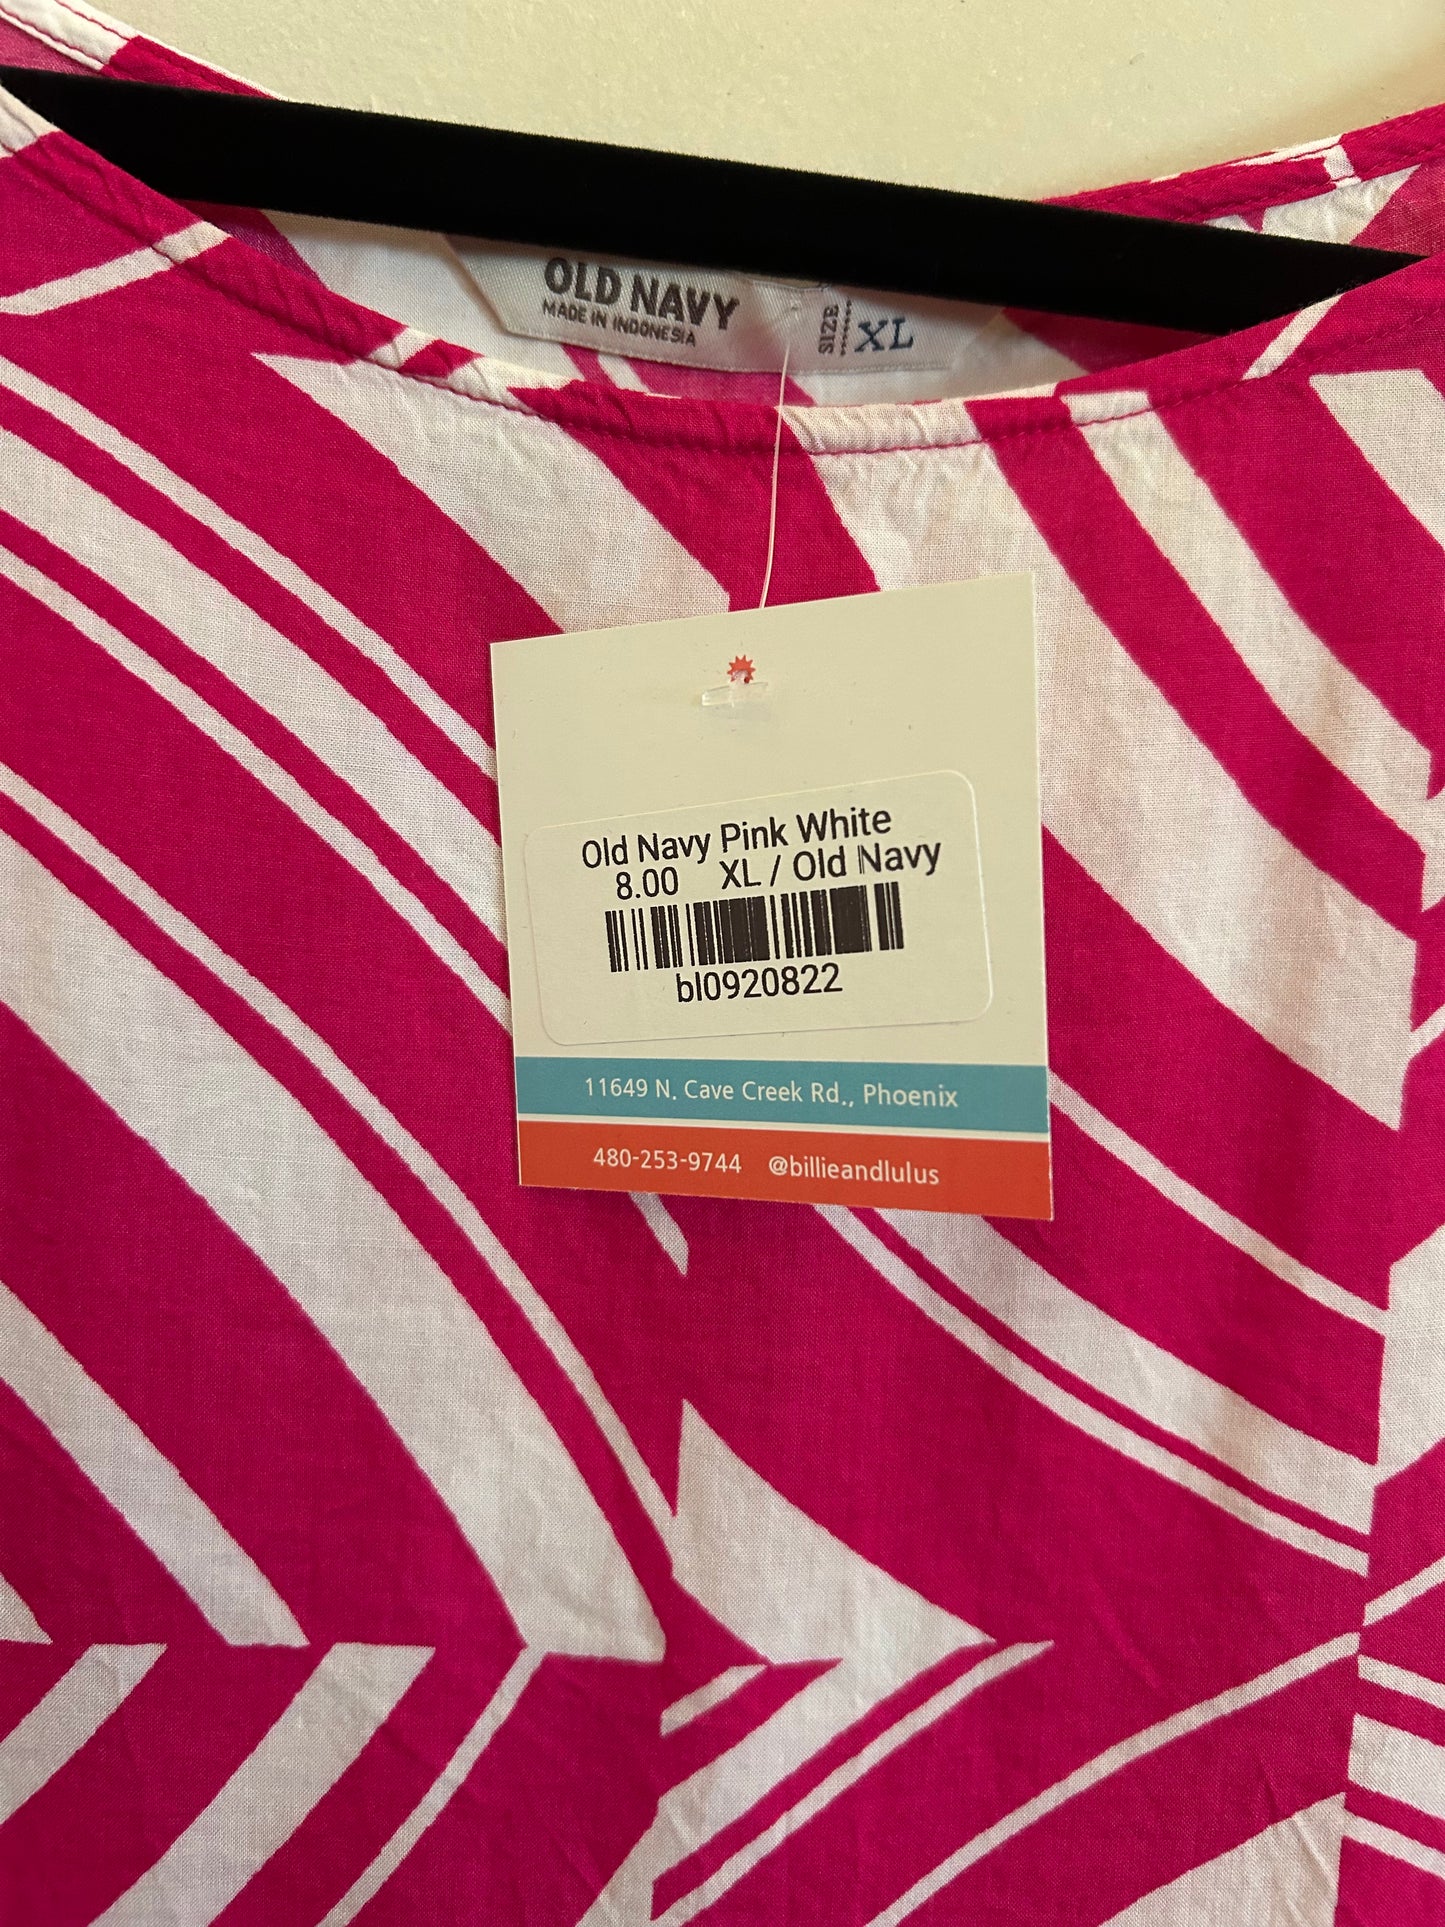 OLD NAVY
MADE IN INDONESIA
SIZE
XL
Old Navy Pink White
8.00 XL / Old Navy
bl0920822
11649 N. Cave Creek Rd., Phoenix
480-253-9744 @billieandlulus